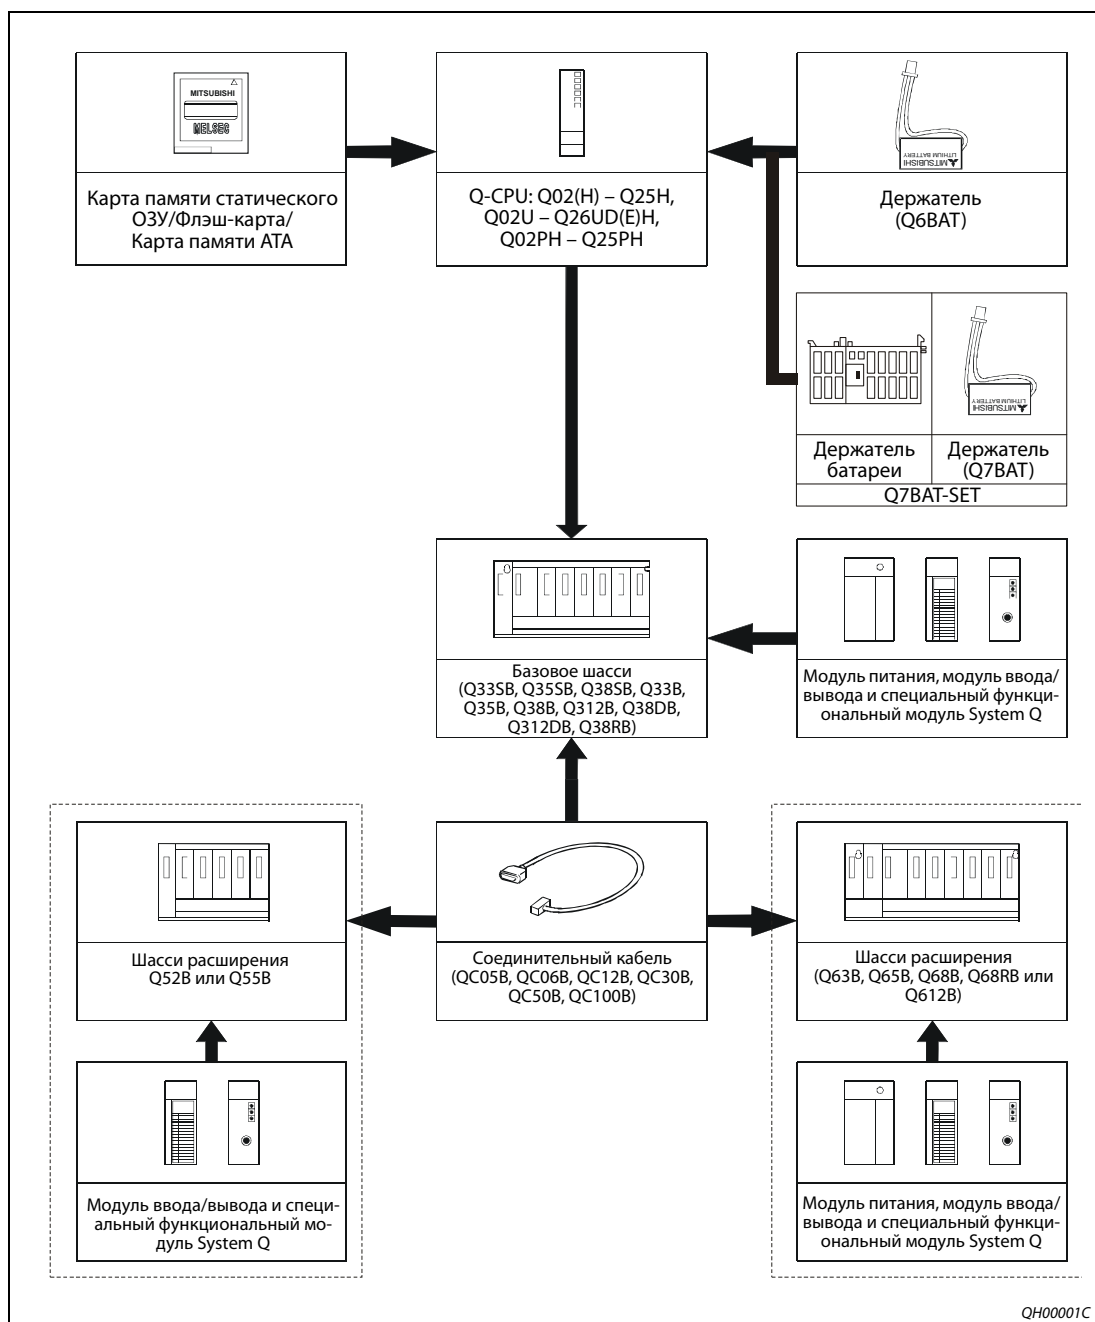 MITSUBISHI
MELSEC
Карта памяти статического
ОЗУ/Флэш-карта/
Карта памяти ATA
Q-CPU: Q02(H) – Q25H,
Q02U – Q26UD(E)H,
Q02PH – Q25PH
MITSUBISHI
LITHIUM BATTERY
Держатель
(Q6BAT)
MITSUBISHI
LITHIUM BATTERY
Держатель
батареи
Держатель
(Q7BAT)
Q7BAT-SET
Базовое шасси
(Q33SB, Q35SB, Q38SB, Q33B,
Q35B, Q38B, Q312B, Q38DB,
Q312DB, Q38RB)
Модуль питания, модуль ввода/
вывода и специальный функци-
ональный модуль System Q
Шасси расширения
Q52B или Q55B
Соединительный кабель
(QC05B, QC06B, QC12B, QC30B,
QC50B, QC100B)
Шасси расширения
(Q63B, Q65B, Q68B, Q68RB или
Q612B)
Модуль ввода/вывода и специ-
альный функциональный мо-
дуль System Q
Модуль питания, модуль ввода/
вывода и специальный функци-
ональный модуль System Q
QH00001C